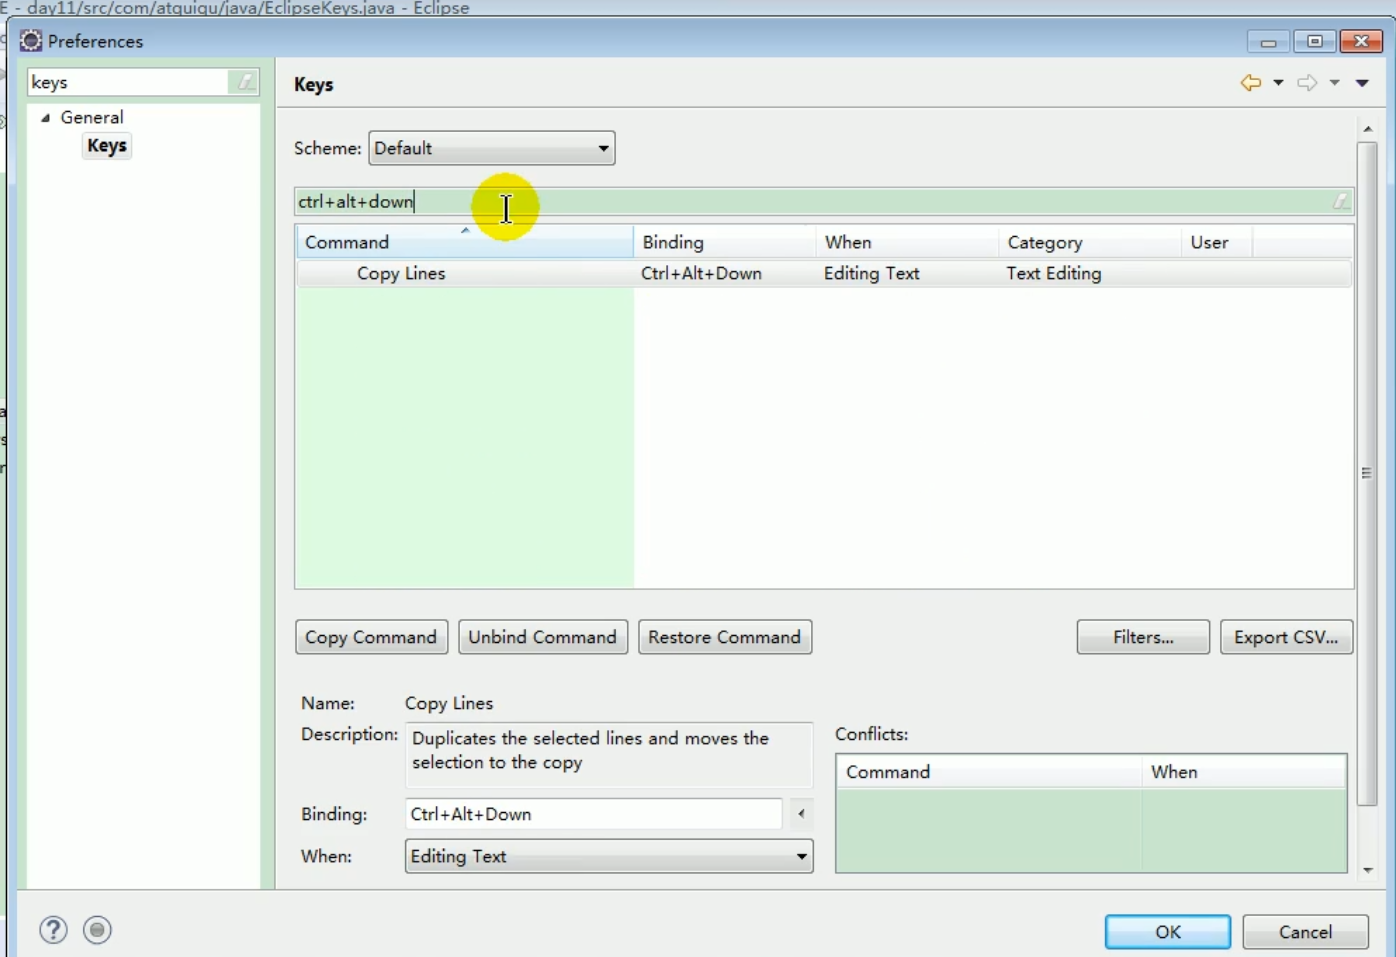 E - day11/src/com/atguigu/java/EclipseKeys.java - Eclipse
Preferences
keys
Keys
General
Keys
Scheme: Default
ctrl+alt+down
Command Binding When Category User
Copy Lines Ctrl+Alt+Down Editing Text Text Editing
Copy Command Unbind Command Restore Command Filters... Export CSV...
Name: Copy Lines
Description: Duplicates the selected lines and moves the
selection to the copy
Conflicts:
Command When
Binding: Ctrl+Alt+Down
When: Editing Text
OK Cancel